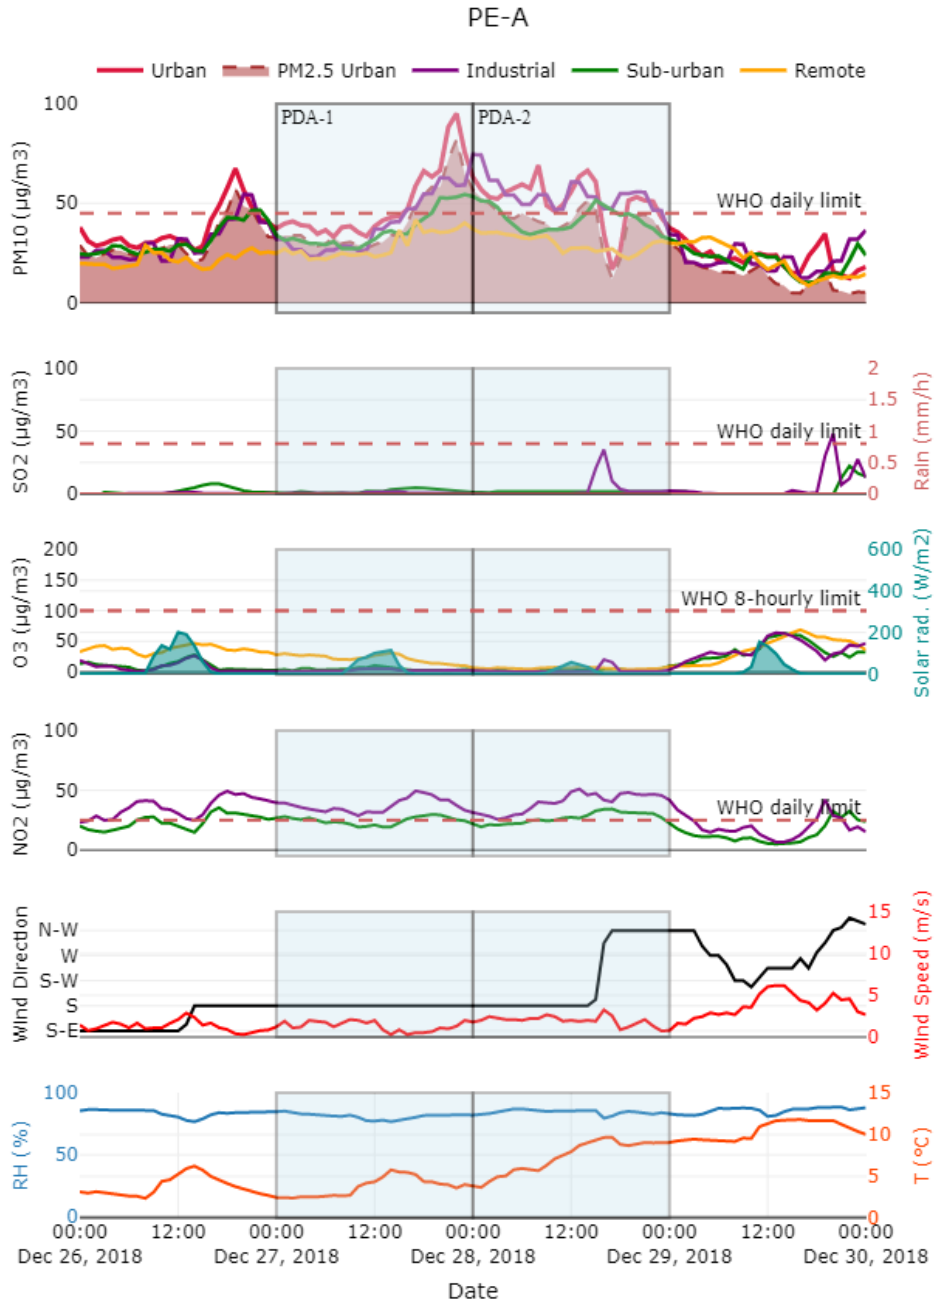 PE-A
Urban PM2.5 Urban Industrial Sub-urban Remote
PM10 (μg/m3)
100
50
0
PDA-1
PDA-2
WHO daily limit
SO2 (μg/m3)
100
50
0
WHO daily limit
2
1.5
1
0.5
0
RaIn (mm/h)
O3 (μg/m3)
200
150
100
50
0
WHO 8-hourly limit
600
400
200
0
Solar rad. (W/m2)
NO2 (μg/m3)
100
50
0
WHO daily limit
WInd DIrectIon
N-W
W
S-W
S
S-E
15
10
5
0
WInd Speed (m/s)
RH (%)
100
50
0
15
10
5
0
T (ºC)
00:00 12:00 00:00 12:00 00:00 12:00 00:00 12:00 00:00
Dec 26, 2018 Dec 27, 2018 Dec 28, 2018 Dec 29, 2018 Dec 30, 2018
Date